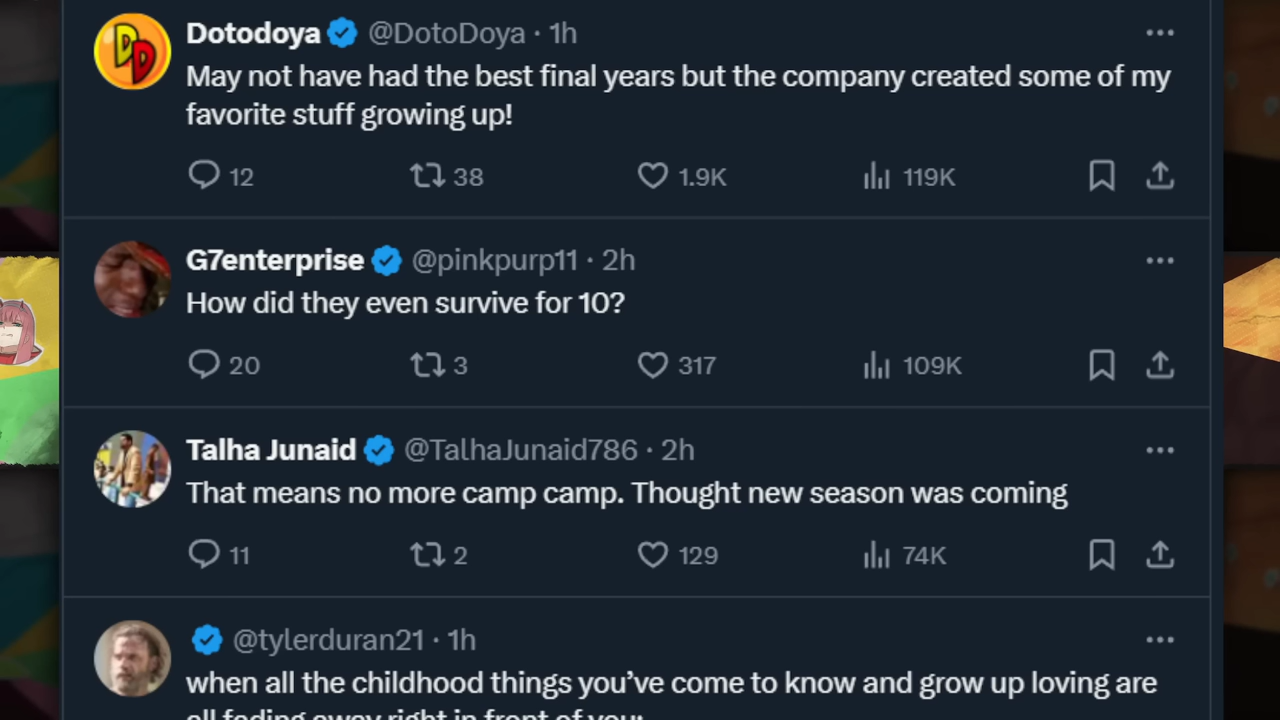 Dotodoya @DotoDoya · 1h
May not have had the best final years but the company created some of my
favorite stuff growing up!
12 38 1.9K 119K
G7enterprise @pinkpurp11 · 2h
How did they even survive for 10?
20 3 317 109K
Talha Junaid @TalhaJunaid786 · 2h
That means no more camp camp. Thought new season was coming
11 2 129 74K
@tylerduran21 · 1h
when all the childhood things you’ve come to know and grow up loving are
all fading away right in front of you: